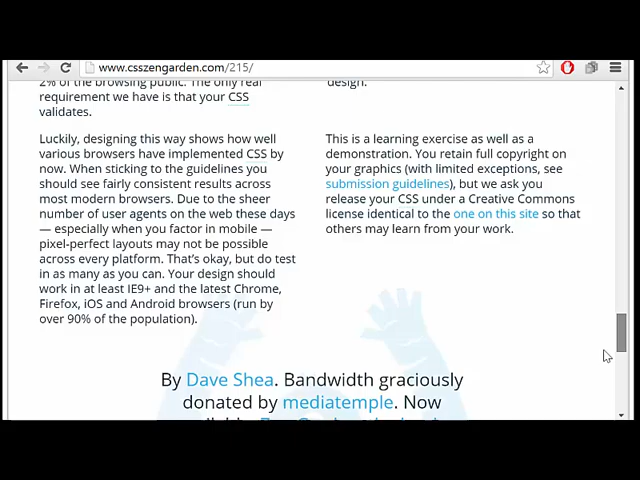 www.csszengarden.com/215/
2% of the browsing public. The only real
requirement we have is that your CSS
validates.
design.
Luckily, designing this way shows how well
various browsers have implemented CSS by
now. When sticking to the guidelines you
should see fairly consistent results across
most modern browsers. Due to the sheer
number of user agents on the web these days
— especially when you factor in mobile —
pixel-perfect layouts may not be possible
across every platform. That’s okay, but do test
in as many as you can. Your design should
work in at least IE9+ and the latest Chrome,
Firefox, iOS and Android browsers (run by
over 90% of the population).
This is a learning exercise as well as a
demonstration. You retain full copyright on
your graphics (with limited exceptions, see
submission guidelines), but we ask you
release your CSS under a Creative Commons
license identical to the one on this site so that
others may learn from your work.
By Dave Shea. Bandwidth graciously
donated by mediatemple. Now